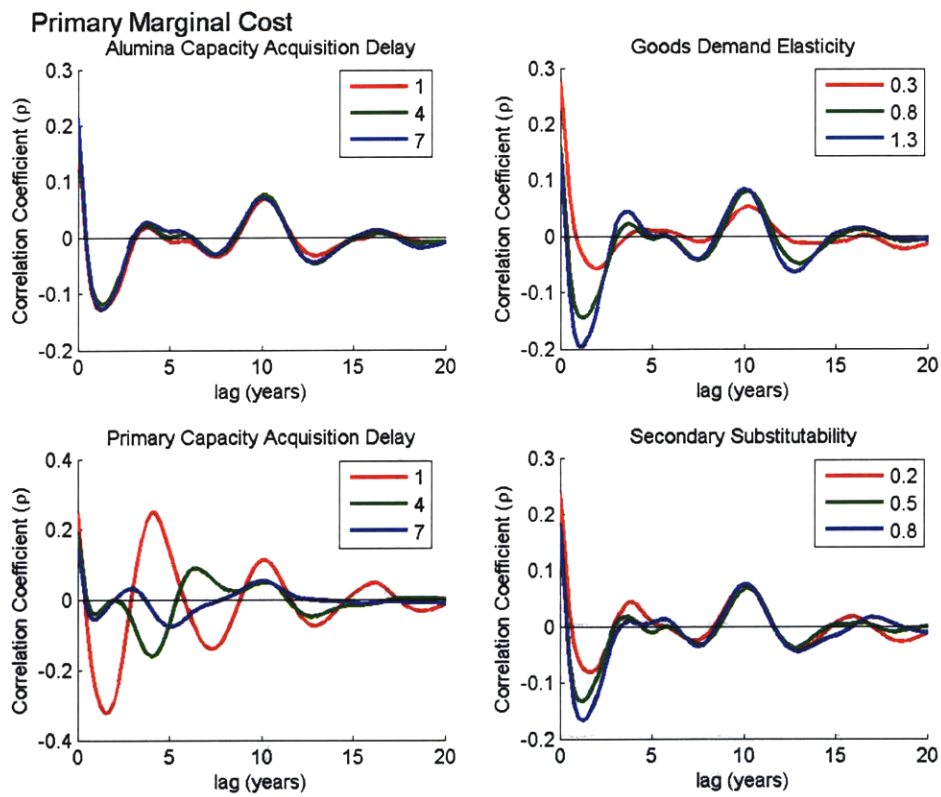 Primary Marginal Cost
Alumina Capacity Acquisition Delay
0.3
0.2
0.1
0
-0.1
-0.2
Correlation Coefficient (ρ)
0 5 10 15 20
lag (years)
1
4
7
Goods Demand Elasticity
0.3
0.2
0.1
0
-0.1
-0.2
Correlation Coefficient (ρ)
0 5 10 15 20
lag (years)
0.3
0.8
1.3
Primary Capacity Acquisition Delay
0.4
0.2
0
-0.2
-0.4
Correlation Coefficient (ρ)
0 5 10 15 20
lag (years)
1
4
7
Secondary Substitutability
0.3
0.2
0.1
0
-0.1
-0.2
Correlation Coefficient (ρ)
0 5 10 15 20
lag (years)
0.2
0.5
0.8